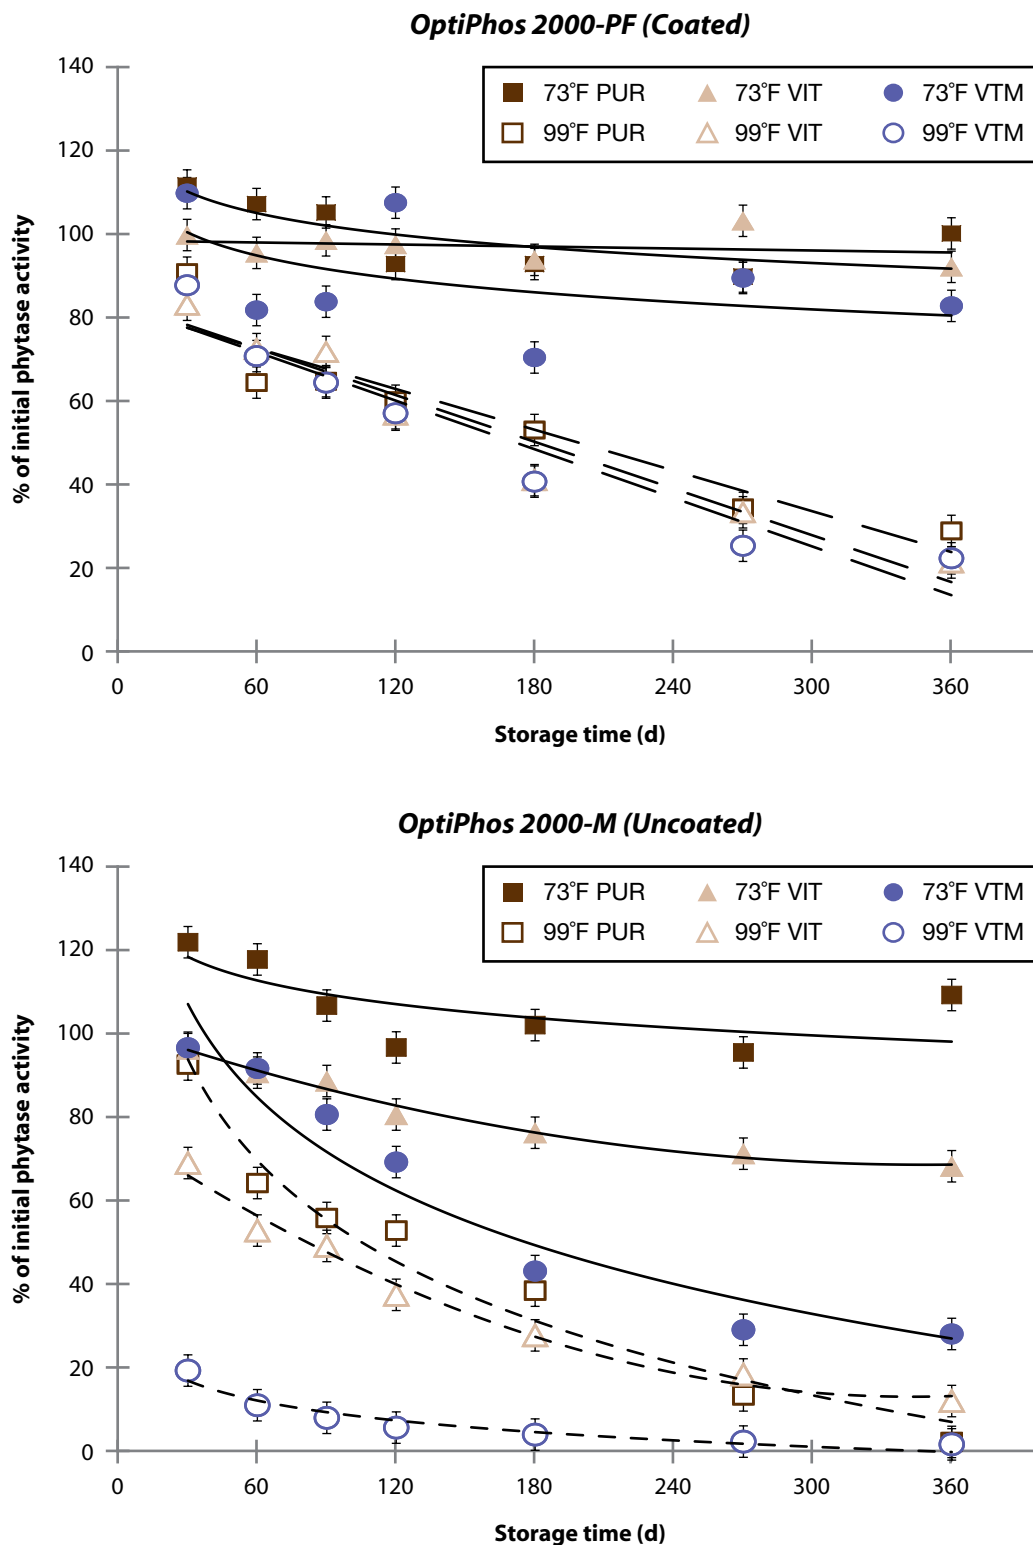 OptiPhos 2000-PF (Coated)
140
120
100
80
60
40
20
0
% of initial phytase activity
73°F PUR 73°F VIT 73°F VTM
99°F PUR 99°F VIT 99°F VTM
0 60 120 180 240 300 360
Storage time (d)
OptiPhos 2000-M (Uncoated)
140
120
100
80
60
40
20
0
% of initial phytase activity
73°F PUR 73°F VIT 73°F VTM
99°F PUR 99°F VIT 99°F VTM
0 60 120 180 240 300 360
Storage time (d)